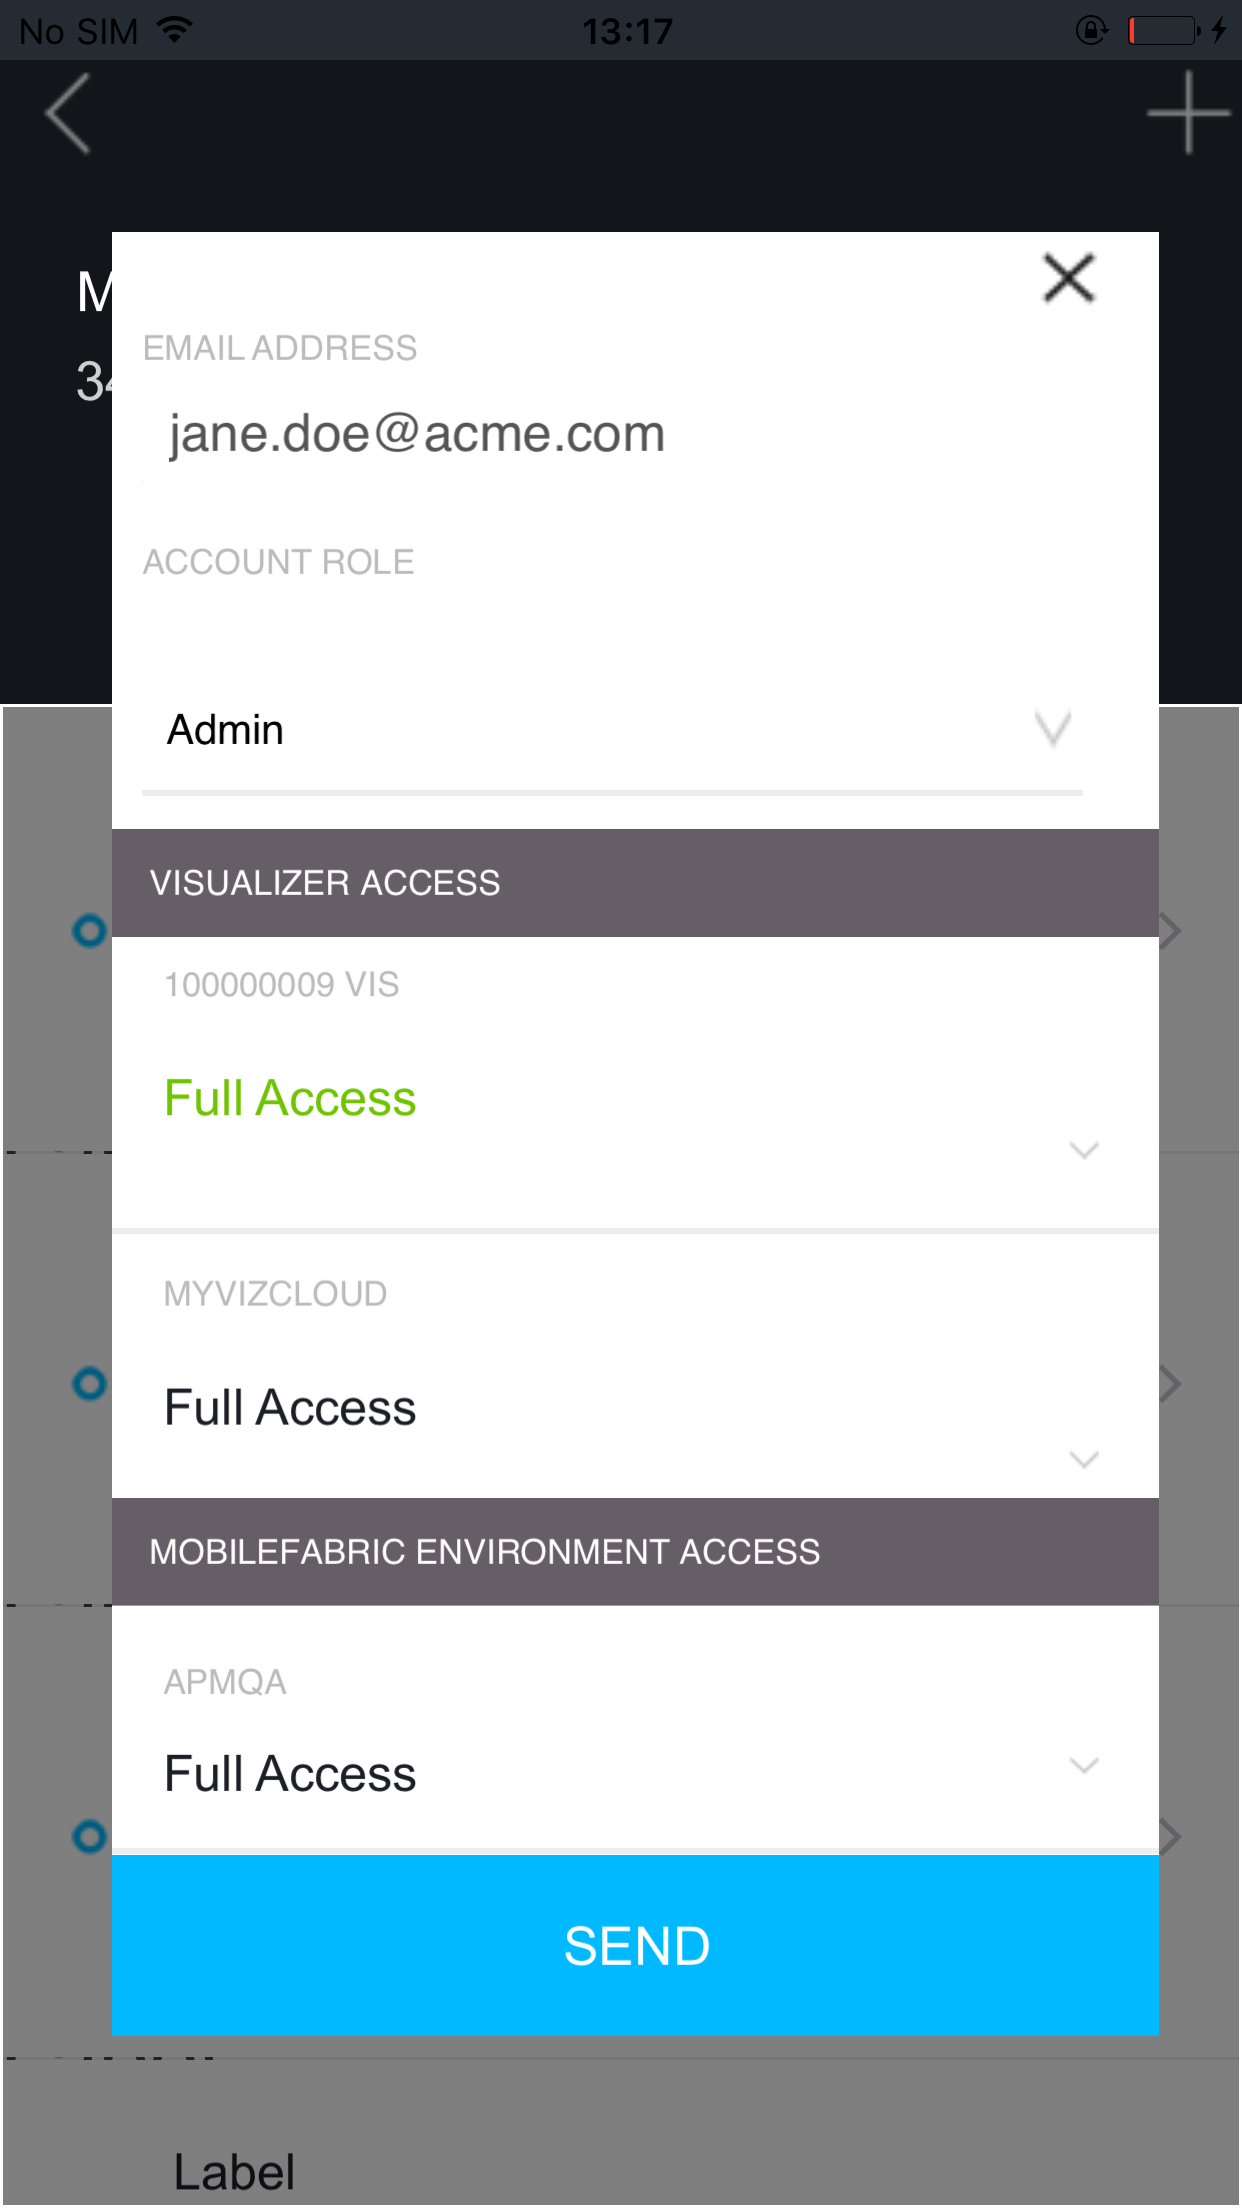 No SIM 13:17
M
34
EMAIL ADDRESS
jane.doe@acme.com
ACCOUNT ROLE
Admin
VISUALIZER ACCESS
100000009 VIS
Full Access
MYVIZCLOUD
Full Access
MOBILEFABRIC ENVIRONMENT ACCESS
APMQA
Full Access
SEND
Label